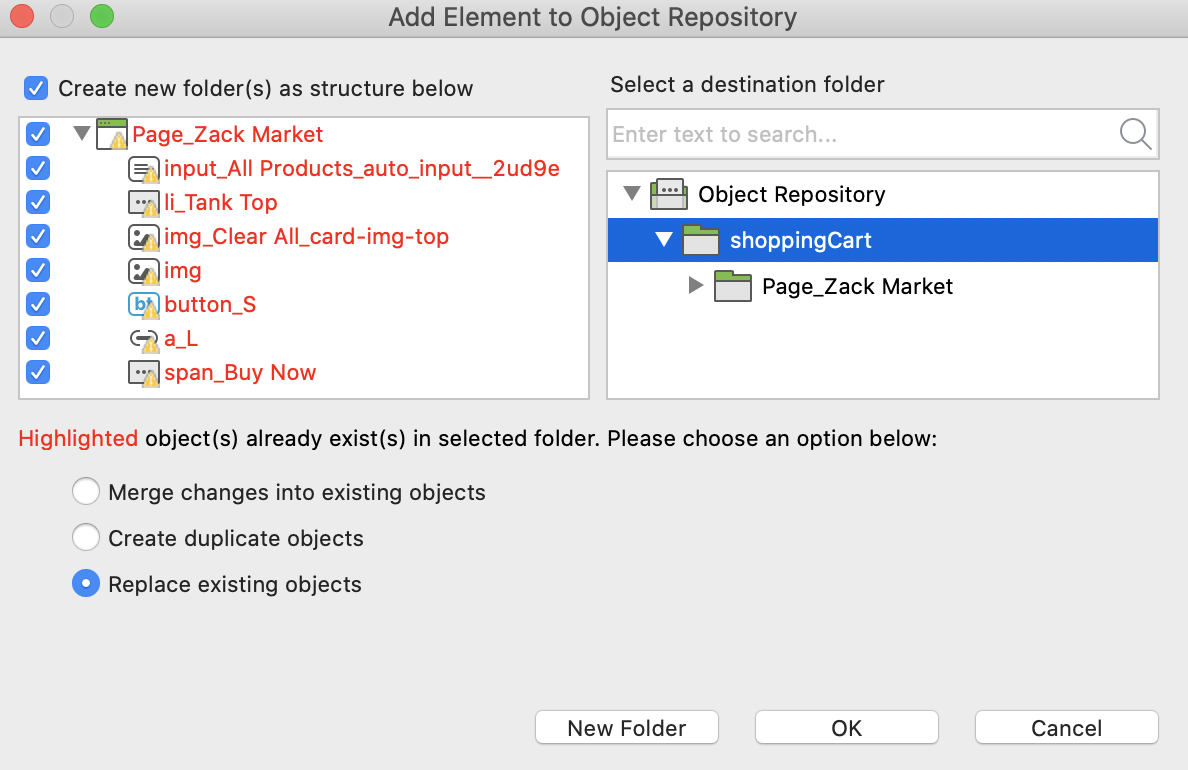 Add Element to Object Repository
Create new folder(s) as structure below
Page_Zack Market
input_All Products_auto_input__2ud9e
li_Tank Top
img_Clear All_card-img-top
img
bt
button_S
a_L
span_Buy Now
Select a destination folder
Enter text to search...
Object Repository
shoppingCart
Page_Zack Market
Highlighted object(s) already exist(s) in selected folder. Please choose an option below:
Merge changes into existing objects
Create duplicate objects
Replace existing objects
New Folder
OK
Cancel